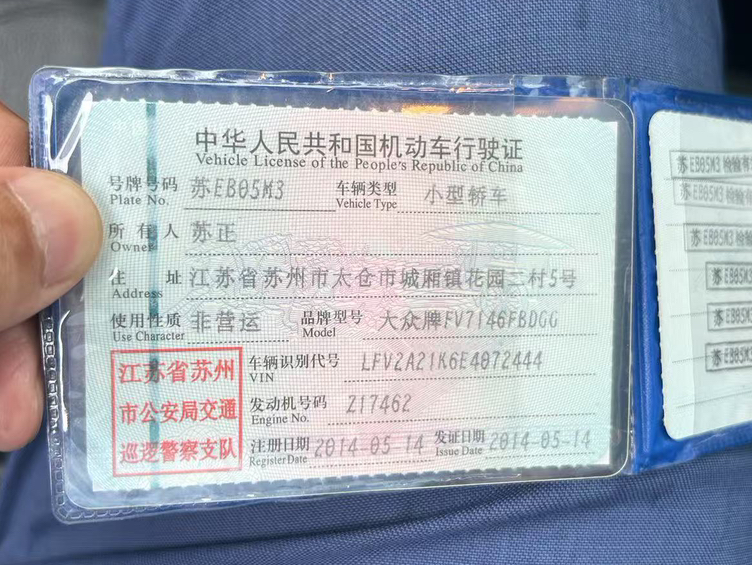 中华人民共和国机动车行驶证
Vehicle License of the People's Republic of China
号牌号码 苏EB05M3 车辆类型 小型轿车
Plate No. Vehicle Type
所有人 苏正
Owner
住址 江苏省苏州市太仓市城厢镇花园二村5号
Address
使用性质 非营运 品牌型号 大众牌FV7146FBDGG
Use Character Model
江苏省苏州
市公安局交通
巡逻警察支队
车辆识别代号 LFV2A21K6E4072444
VIN
发动机号码 Z17462
Engine No.
注册日期 2014-05-14 发证日期 2014-05-14
Register Date Issue Date
苏EB05M3 检验
苏EB05M3 检验
苏EB05M3
苏EB05M
苏EB05M
苏EB05M